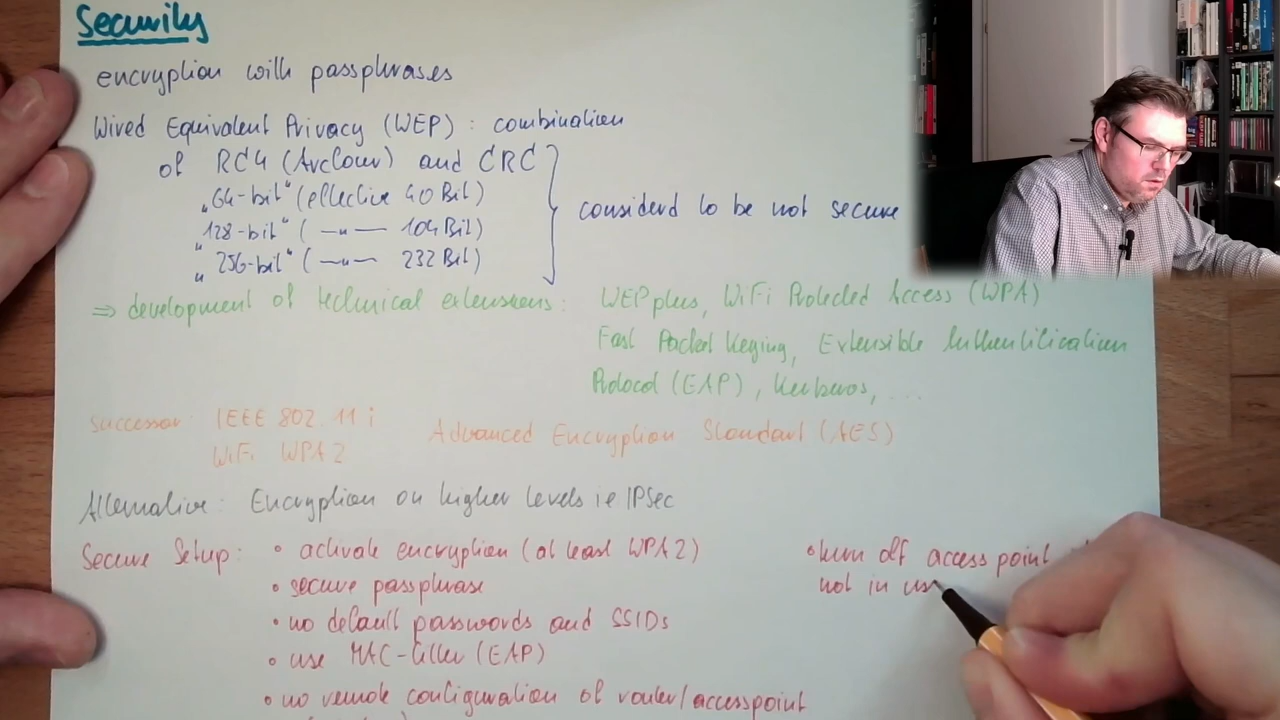 Security
encryption with passphrases
Wired Equivalent Privacy (WEP): combination
of RC4 (Arcfour) and CRC
„64-bit“ (effective 40 Bit)
„128-bit“ ( —"— 104 Bit)
„256-bit“ ( —"— 232 Bit)
considerd to be not secure
⇒ development of technical extensions: WEPplus, WiFi Protected Access (WPA)
Fast Packet Keying, Extensible Authentification
Protocol (EAP), Kerberos, ...
Successor: IEEE 802.11i Advanced Encryption Standart (AES)
WiFi WPA2
Alternative: Encryption on higher levels ie IPSec
Secure Setup: • activate encryption (at least WPA2)
• secure passphrase
• no default passwords and SSIDs
• use MAC-filter (EAP)
• no remote configuration of router/accesspoint
• turn off access point
not in us